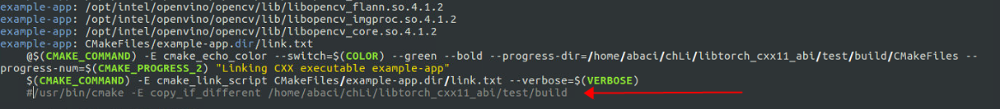 example-app: /opt/intel/openvino/opencv/lib/libopencv_flann.so.4.1.2
example-app: /opt/intel/openvino/opencv/lib/libopencv_imgproc.so.4.1.2
example-app: /opt/intel/openvino/opencv/lib/libopencv_core.so.4.1.2
example-app: CMakeFiles/example-app.dir/link.txt
@$(CMAKE_COMMAND) -E cmake_echo_color --switch=$(COLOR) --green --bold --progress-dir=/home/abaci/chLi/libtorch_cxx11_abi/test/build/CMakeFiles --
progress-num=$(CMAKE_PROGRESS_2) "Linking CXX executable example-app"
$(CMAKE_COMMAND) -E cmake_link_script CMakeFiles/example-app.dir/link.txt --verbose=$(VERBOSE)
#/usr/bin/cmake -E copy_if_different /home/abaci/chLi/libtorch_cxx11_abi/test/build